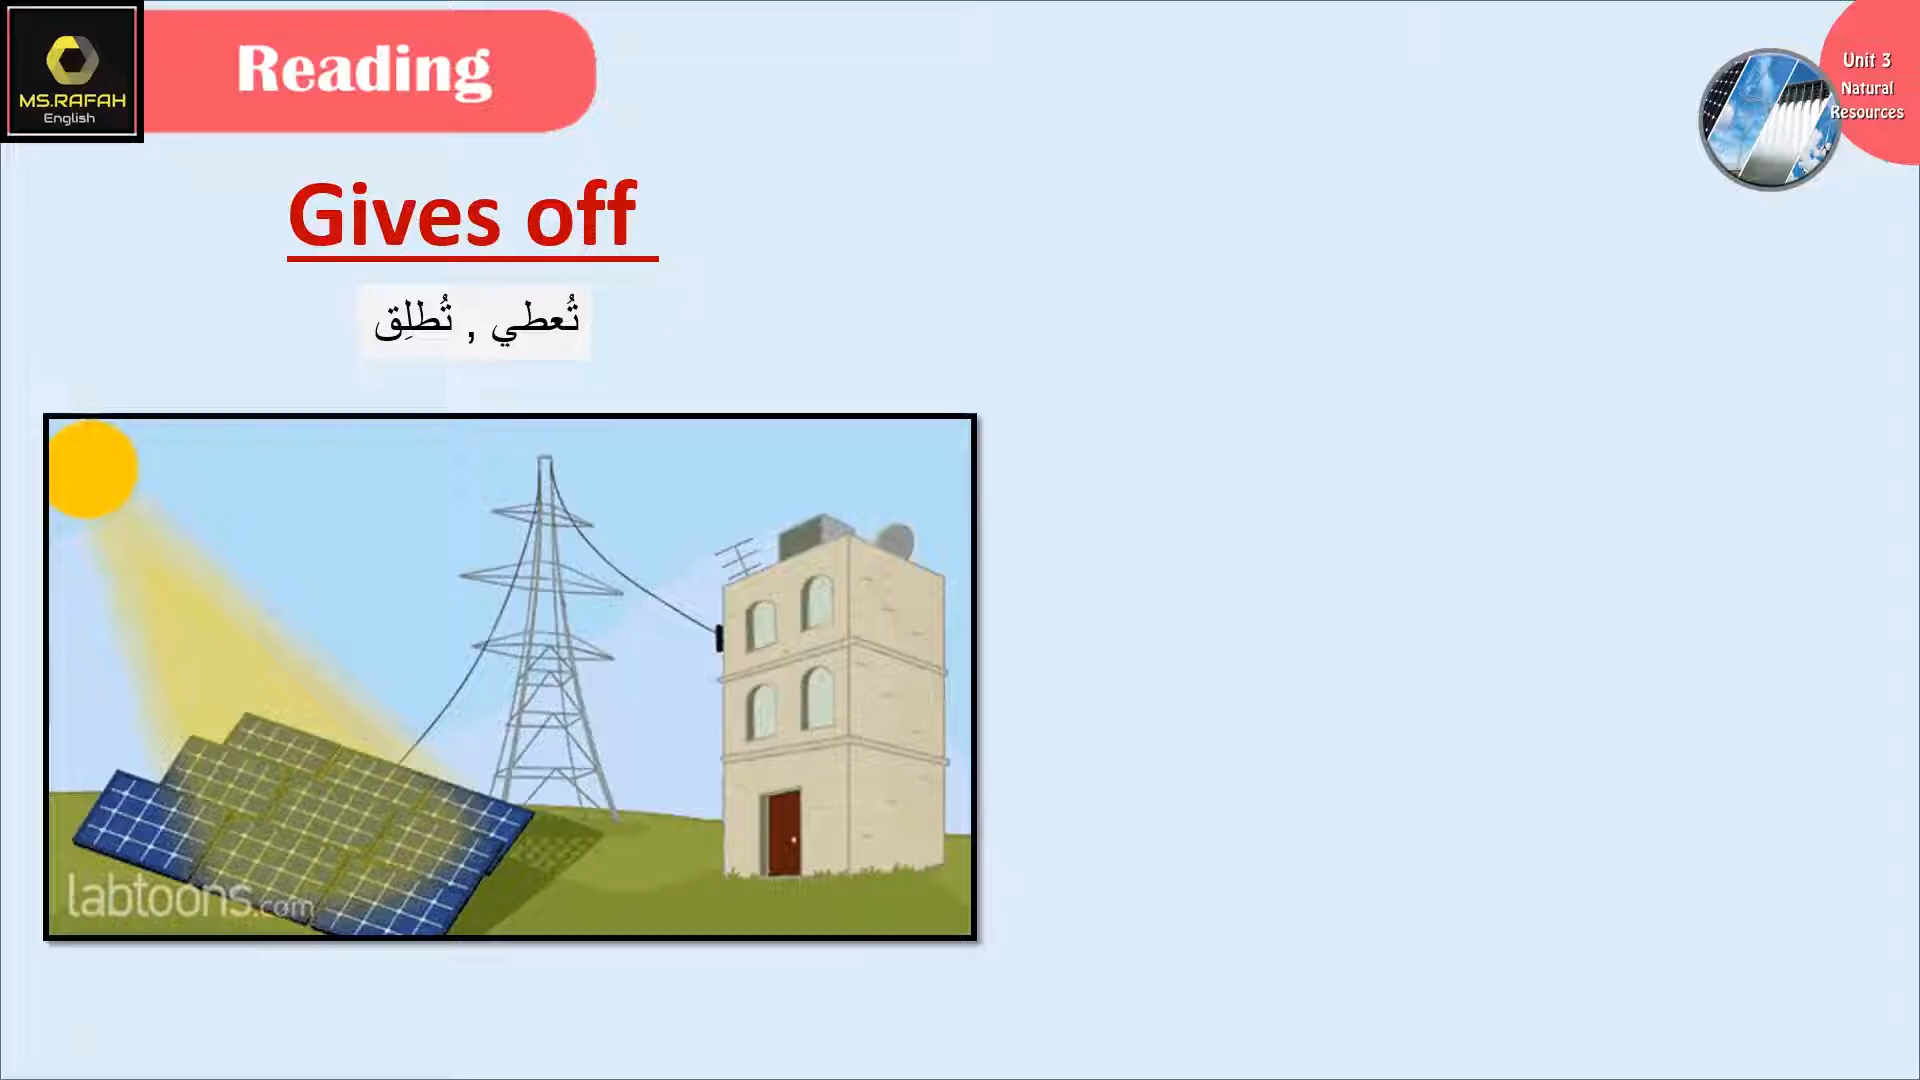 MS.RAFAH
English
Reading
Unit 3
Natural
Resources
Gives off
تُعطي , تُطلِق
labtoons.com